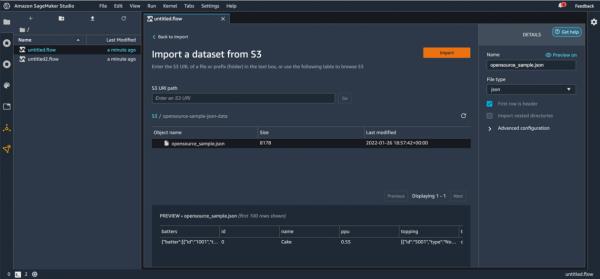 Amazon SageMaker Studio File Edit View Run Kernel Tabs Settings Help Feedback
untitled.flow
/
Name Last Modified
untitled.flow a minute ago
untitled2.flow a minute ago
Back to import
Import a dataset from S3
Import
Enter the S3 URL of a file or prefix (folder) in the text box, or use the following table to browse S3
S3 URI path
Enter an S3 URI
Go
S3 / opensource-sample-json-data
Object name Size Last modified
opensource_sample.json 817B 2022-01-26 18:57:42+00:00
Previous Displaying 1 - 1 Next
PREVIEW • opensource_sample.json (first 100 rows shown)
batters id name ppu topping t
{"batter":[{"id":"1001","t... 0 Cake 0.55 [{"id":"5001","type":"No...
DETAILS
Get help
Name Preview on
opensource_sample.json
File type
json
First row is header
Import nested directories
Advanced configuration
0 2 untitled.flow